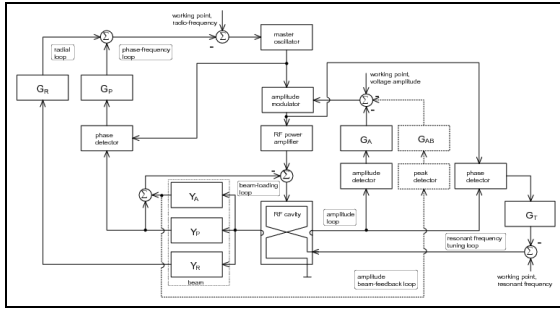 working point,
radio-frequency
radial
loop
phase-frequency
loop
Σ
Σ
-
master
oscillator
working point,
voltage amplitude
G_R
G_P
amplitude
modulator
Σ
-
-
phase
detector
RF power
amplifier
G_A
G_AB
amplitude
detector
peak
detector
phase
detector
Σ
-
beam-loading
loop
Σ
Y_A
Y_P
Y_R
beam
RF cavity
amplitude
loop
G_T
resonant frequency
tuning loop
Σ
-
amplitude
beam-feedback loop
working point,
resonant frequency